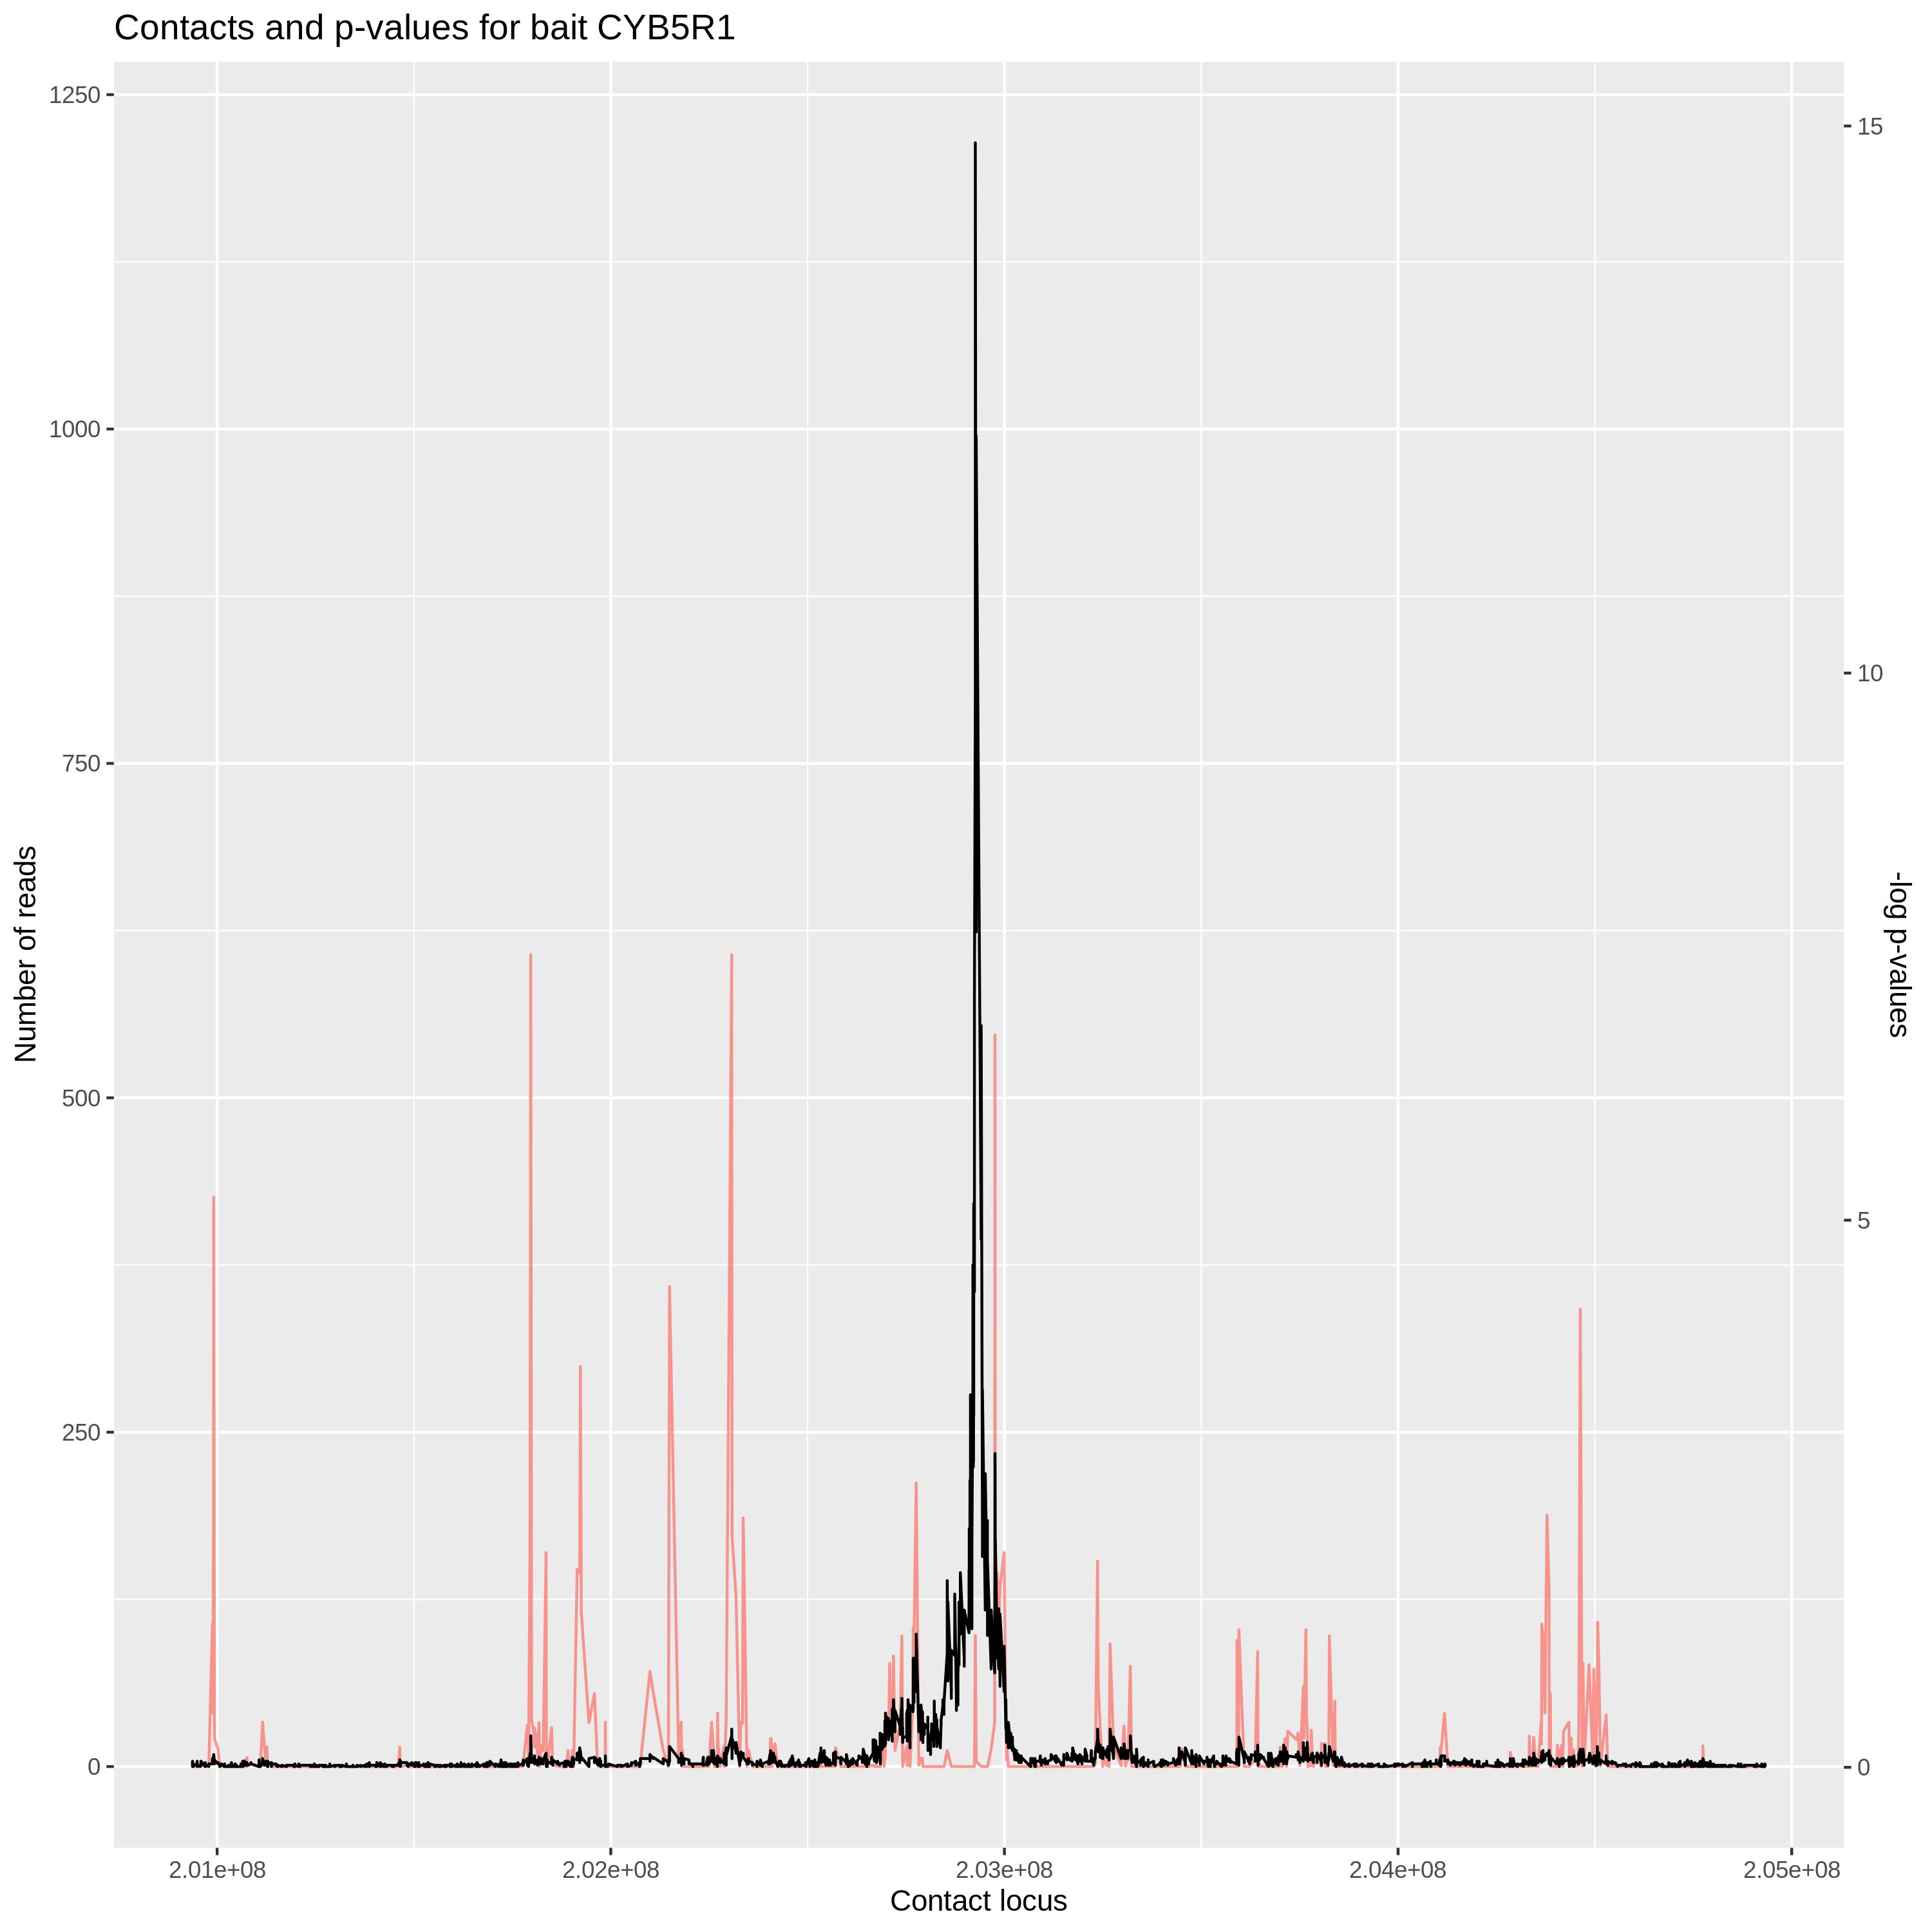 Contacts and p-values for bait CYB5R1
1250
1000
750
500
250
0
Number of reads
15
10
5
0
-log p-values
2.01e+08
2.02e+08
2.03e+08
2.04e+08
2.05e+08
Contact locus